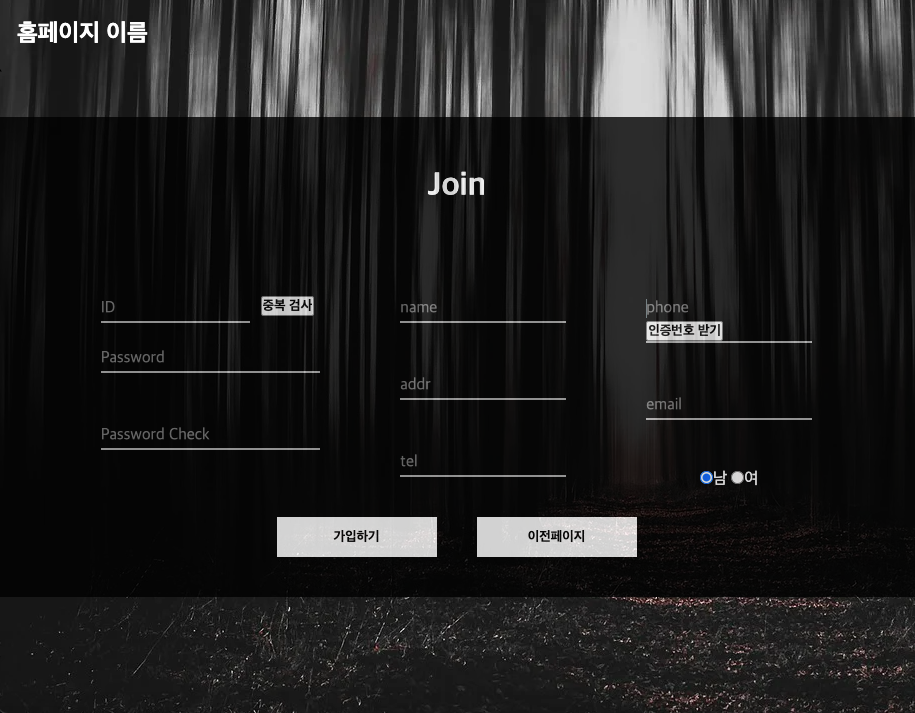 홈페이지 이름
Join
ID
중복 검사
Password
Password Check
name
addr
tel
phone
인증번호 받기
email
남 여
가입하기
이전페이지